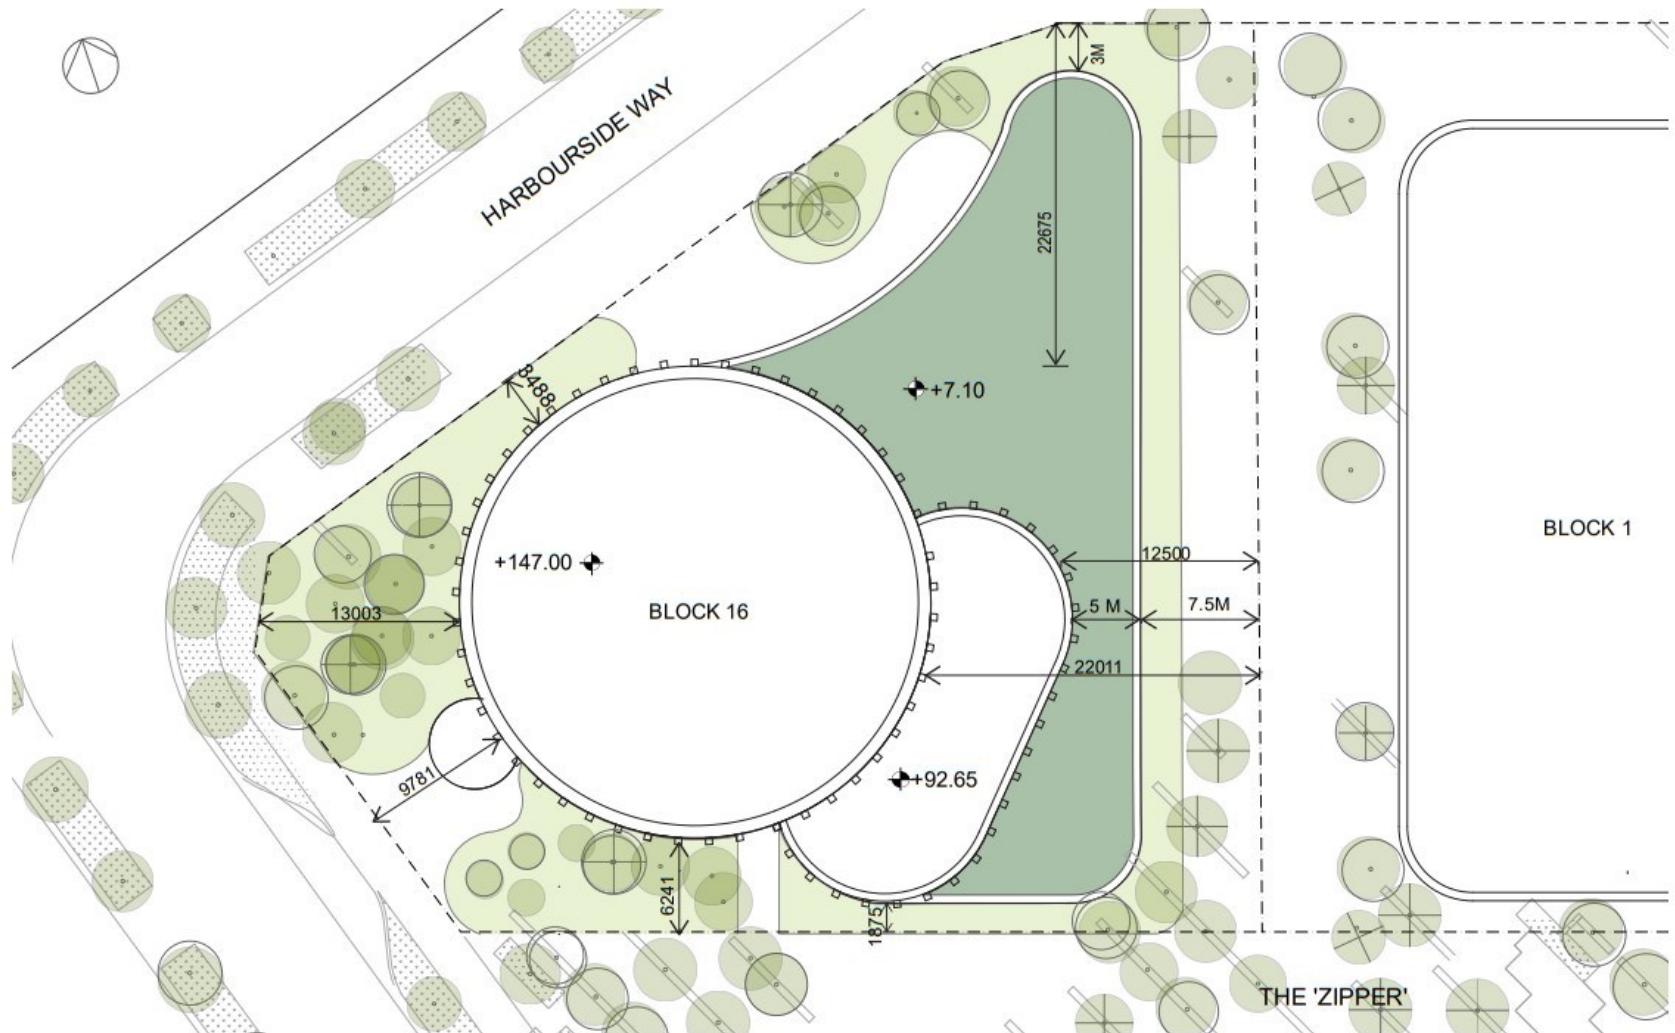 3M
HARBOURSIDE WAY
22675
3488
+7.10
BLOCK 1
12500
+147.00
13003
BLOCK 16
5 M
7.5M
22011
9781
+92.65
6241
1875
THE 'ZIPPER'